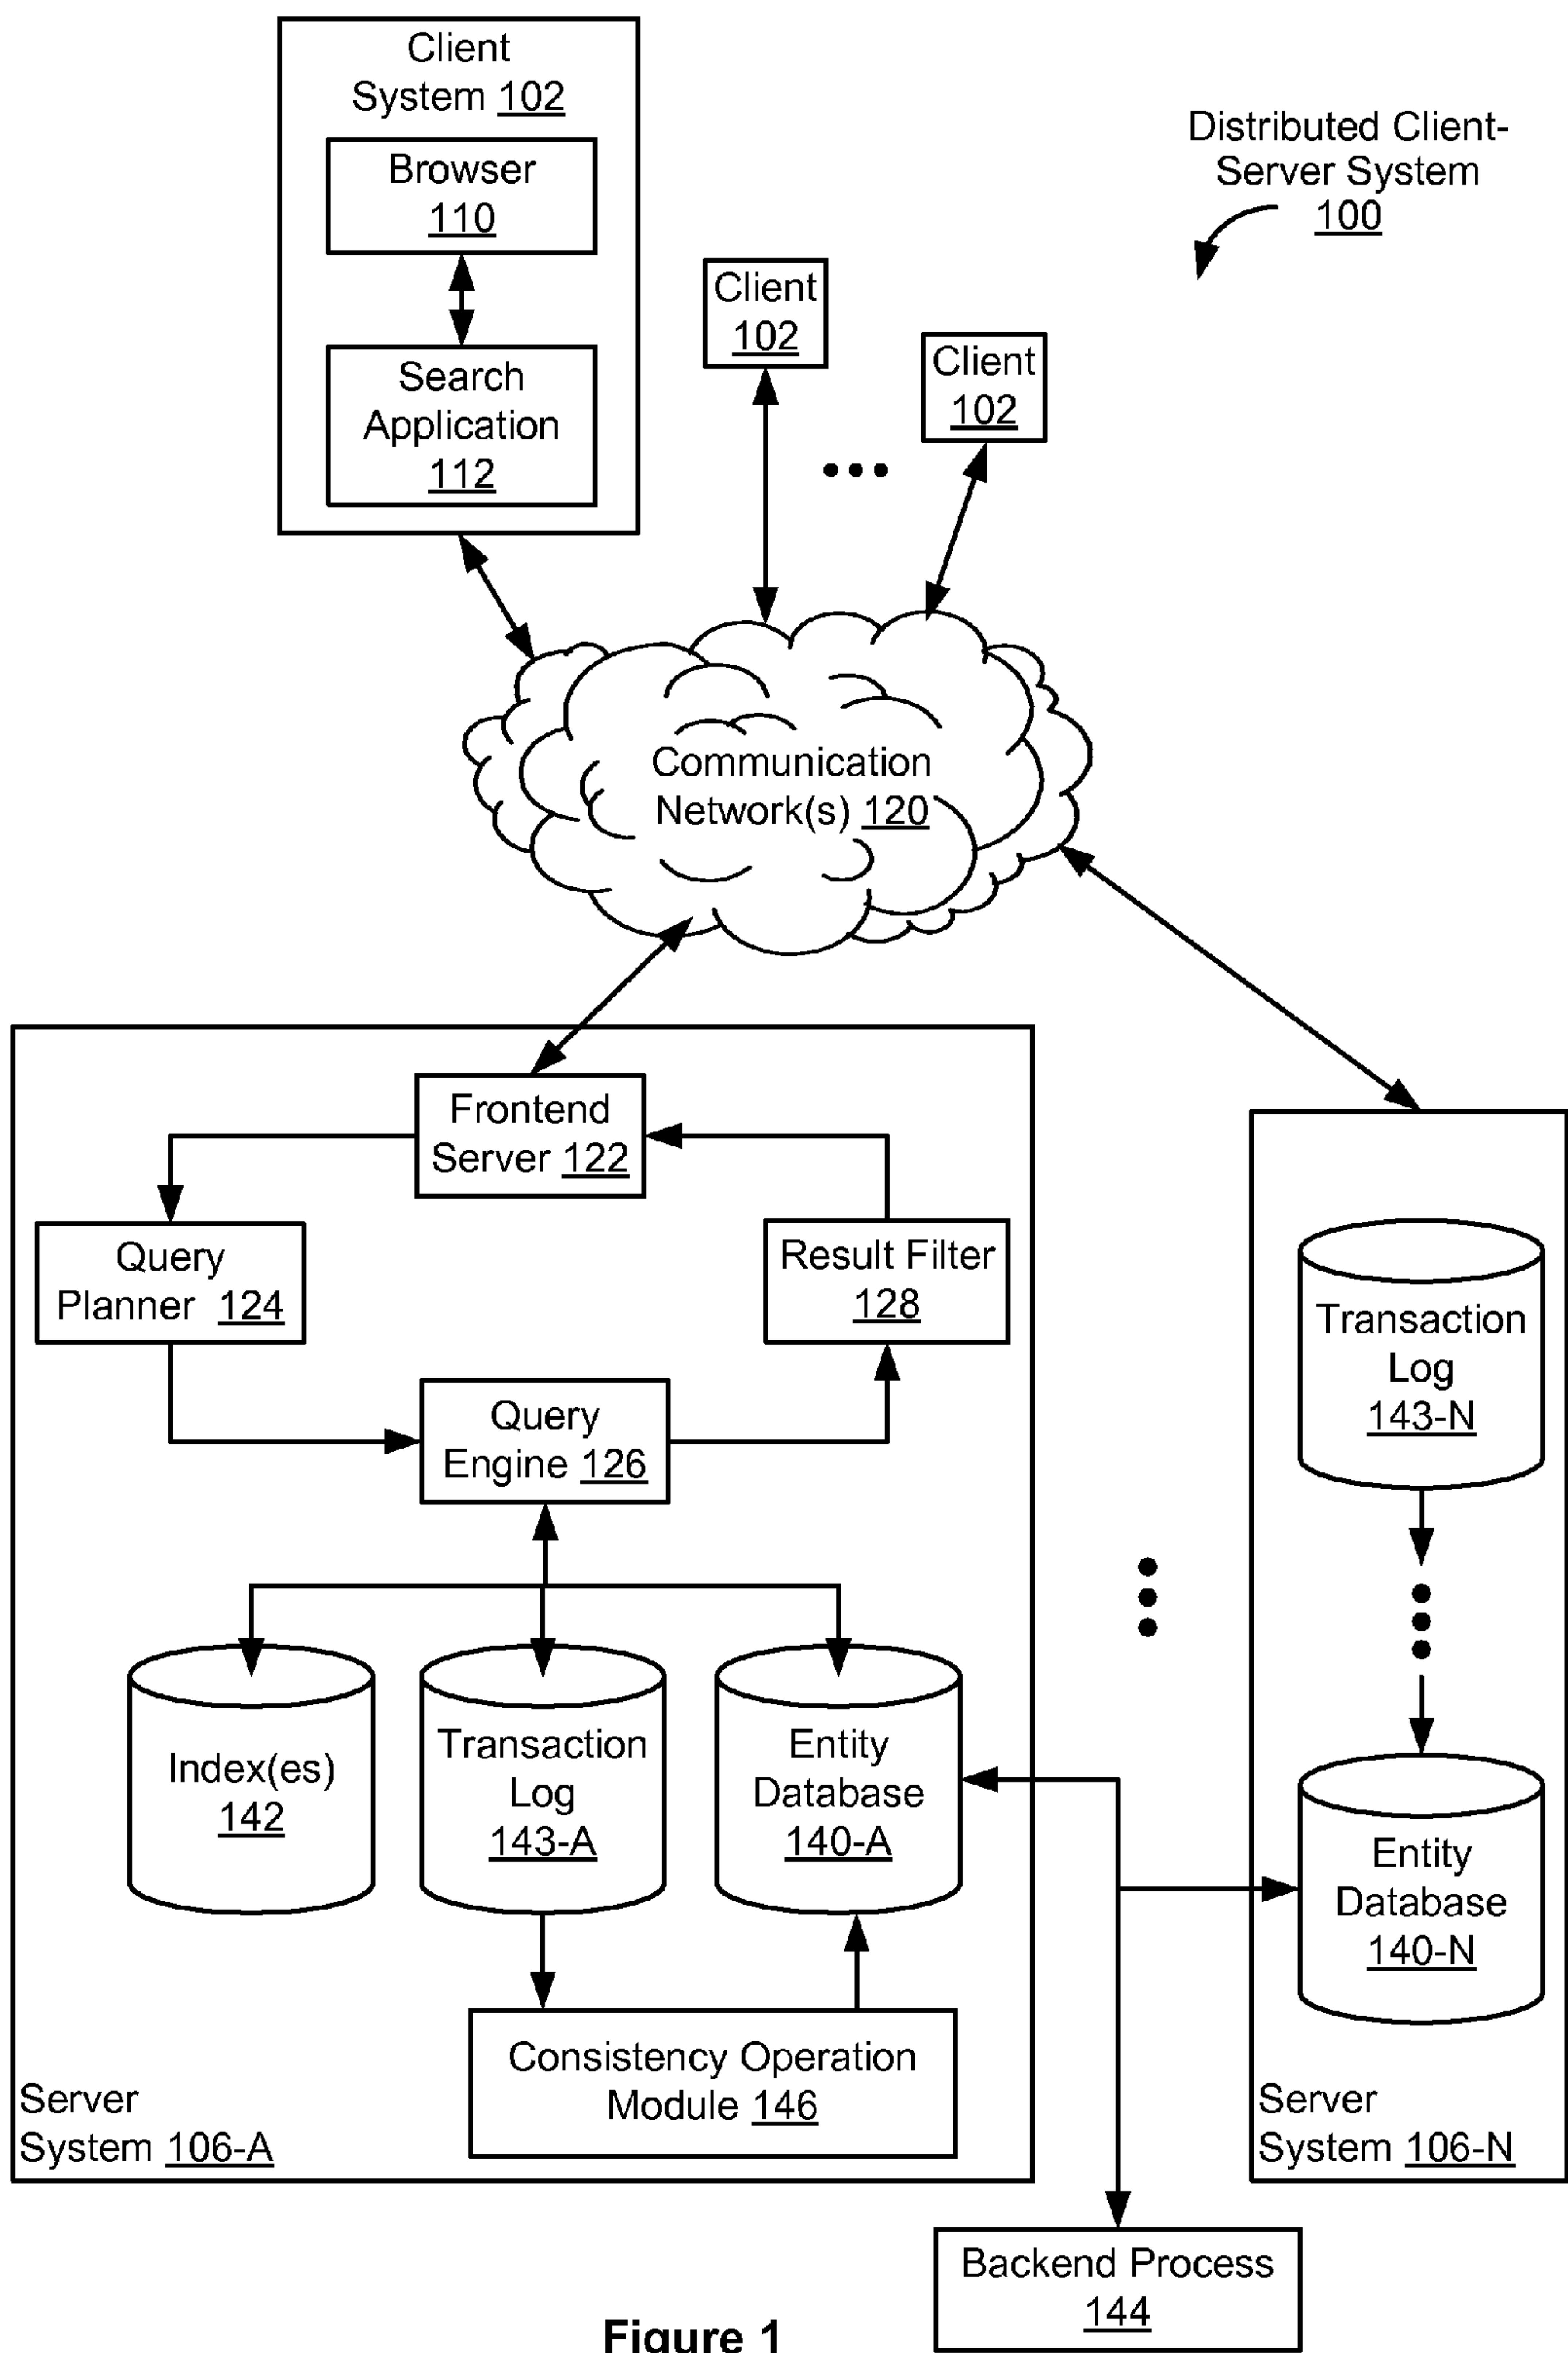 Client
System 102
Browser
110
Search
Application
112
Distributed Client-
Server System
100
Client
102
Client
102
Communication
Network(s) 120
Frontend
Server 122
Query
Planner 124
Result Filter
128
Query
Engine 126
Transaction
Log
143-N
Index(es)
142
Transaction
Log
143-A
Entity
Database
140-A
Entity
Database
140-N
Consistency Operation
Module 146
Server
System 106-A
Server
System 106-N
Backend Process
144
Figure 1